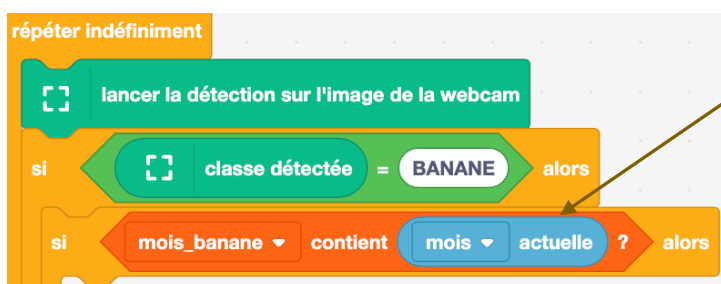 répéter indéfiniment
lancer la détection sur l'image de la webcam
si classe détectée = BANANE alors
si mois_banane contient mois actuelle ? alors